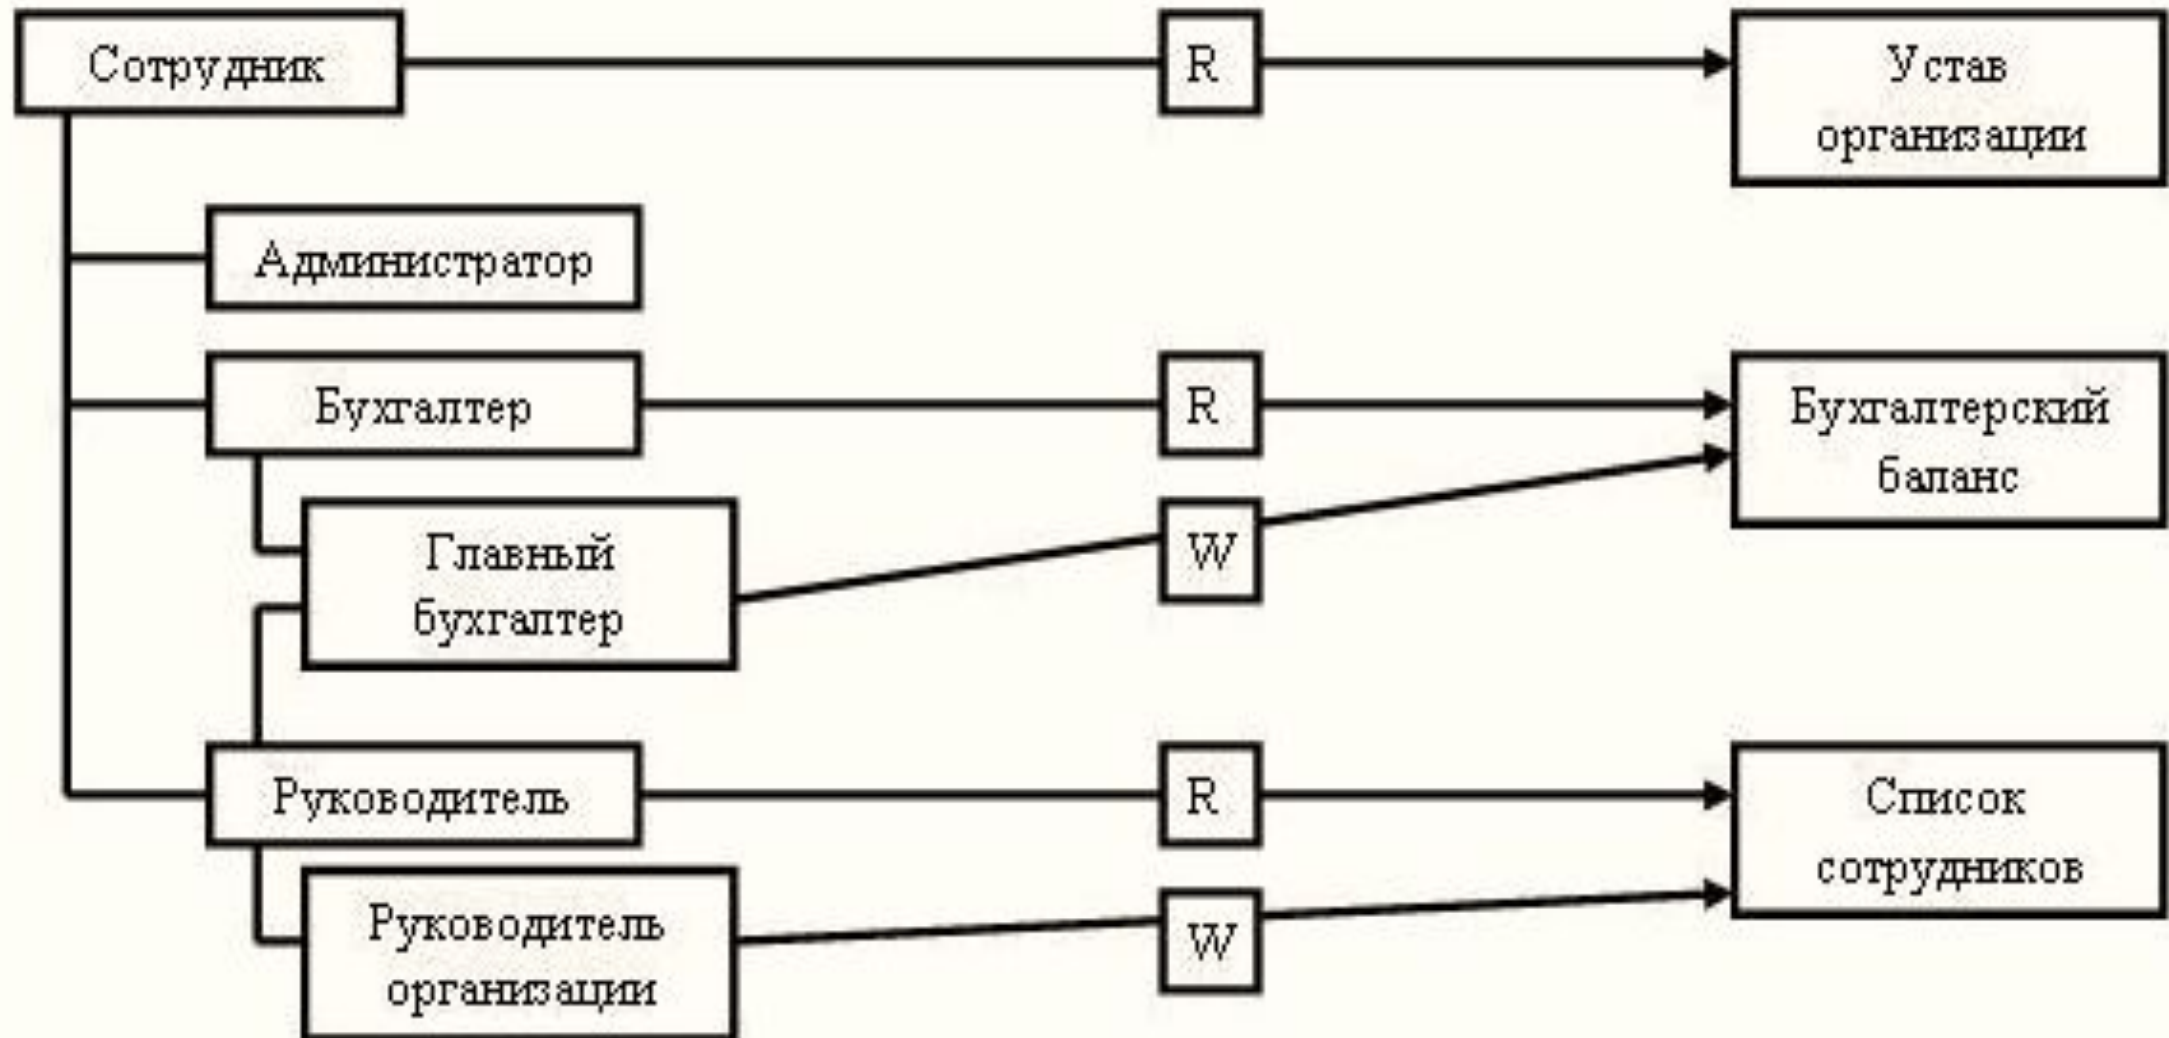 Сотрудник
R
Устав
организации
Администратор
Бухгалтер
R
Бухгалтерский
баланс
Главный
бухгалтер
W
Руководитель
R
Список
сотрудников
Руководитель
организации
W